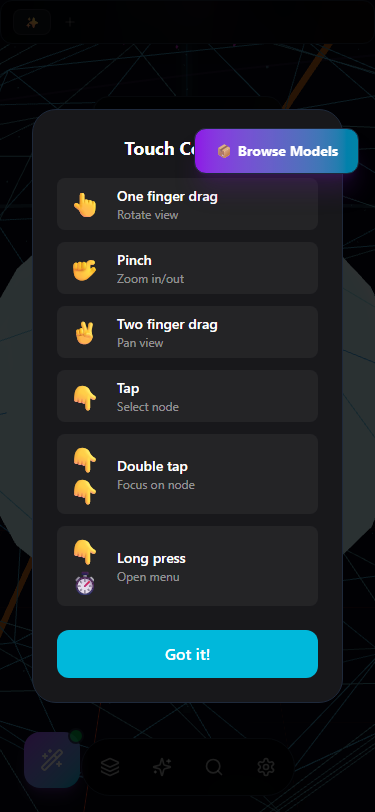 Touch C
Browse Models
One finger drag
Rotate view
Pinch
Zoom in/out
Two finger drag
Pan view
Tap
Select node
Double tap
Focus on node
Long press
Open menu
Got it!